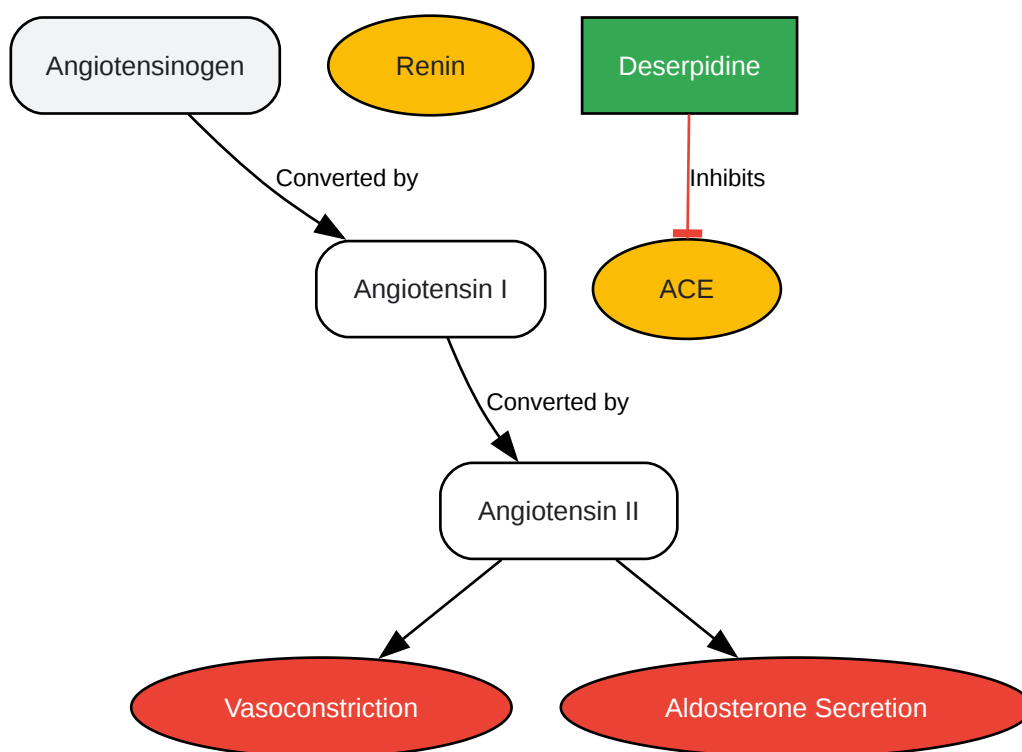 Angiotensinogen
Renin
Deserpidine
Converted by
Inhibits
Angiotensin I
ACE
Converted by
Angiotensin II
Vasoconstriction
Aldosterone Secretion